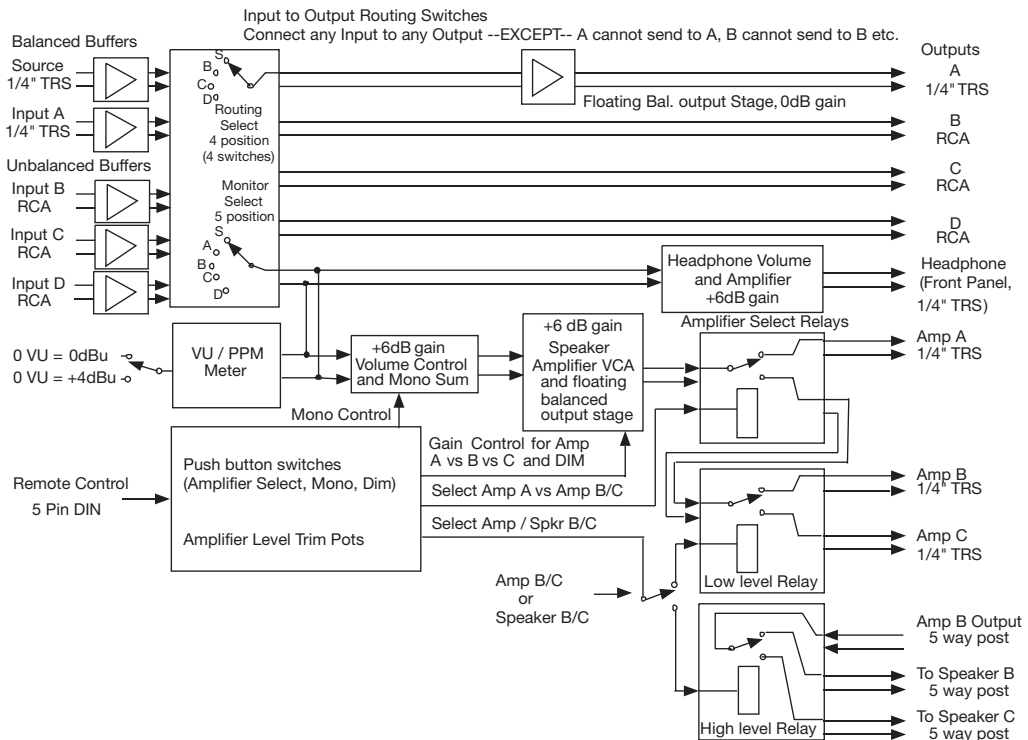 Input to Output Routing Switches
Connect any Input to any Output --EXCEPT-- A cannot send to A, B cannot send to B etc.
Balanced Buffers
Source
1/4" TRS
Input A
1/4" TRS
Unbalanced Buffers
Input B
RCA
Input C
RCA
Input D
RCA
S
B
C
D
Routing
Select
4 position
(4 switches)
Monitor
Select
5 position
S
A
B
C
D
Floating Bal. output Stage, 0dB gain
Outputs
A
1/4" TRS
B
RCA
C
RCA
D
RCA
Headphone Volume
and Amplifier
+6dB gain
Headphone
(Front Panel,
1/4" TRS)
0 VU = 0dBu
0 VU = +4dBu
VU / PPM
Meter
+6dB gain
Volume Control
and Mono Sum
+6 dB gain
Speaker
Amplifier VCA
and floating
balanced
output stage
Amplifier Select Relays
Amp A
1/4" TRS
Mono Control
Remote Control
5 Pin DIN
Push button switches
(Amplifier Select, Mono, Dim)
Amplifier Level Trim Pots
Gain Control for Amp
A vs B vs C and DIM
Select Amp A vs Amp B/C
Select Amp / Spkr B/C
Amp B
1/4" TRS
Amp C
1/4" TRS
Low level Relay
Amp B/C
or
Speaker B/C
Amp B Output
5 way post
To Speaker B
5 way post
To Speaker C
5 way post
High level Relay